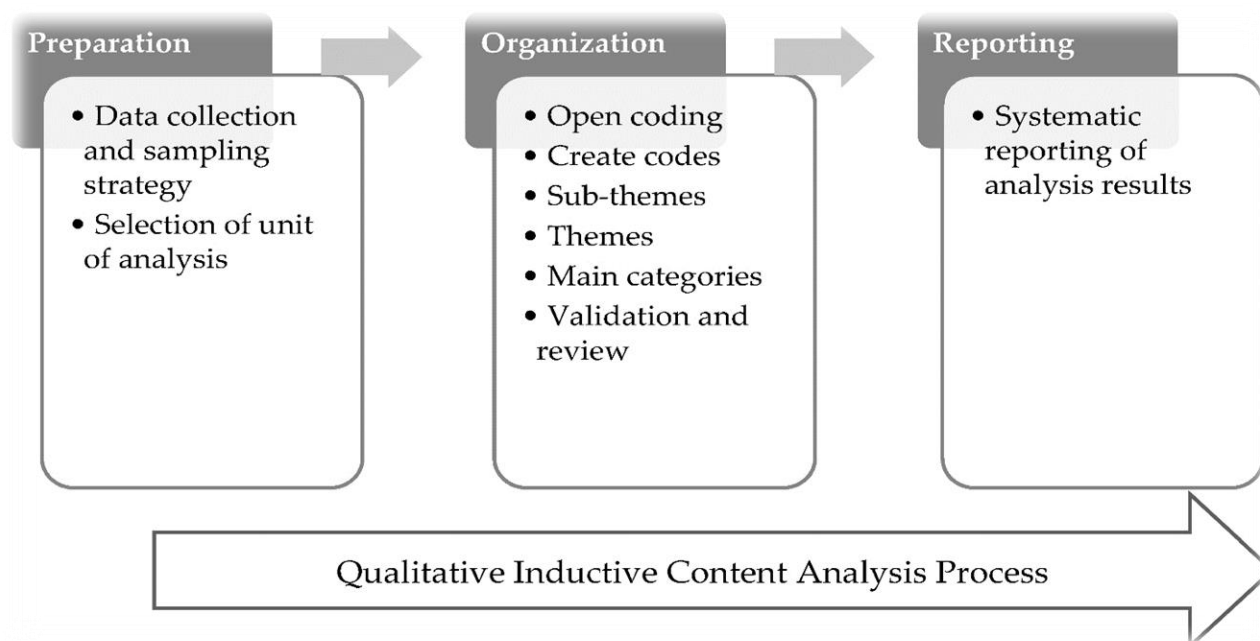 Preparation
• Data collection
and sampling
strategy
• Selection of unit
of analysis
Organization
• Open coding
• Create codes
• Sub-themes
• Themes
• Main categories
• Validation and
review
Reporting
• Systematic
reporting of
analysis results
Qualitative Inductive Content Analysis Process